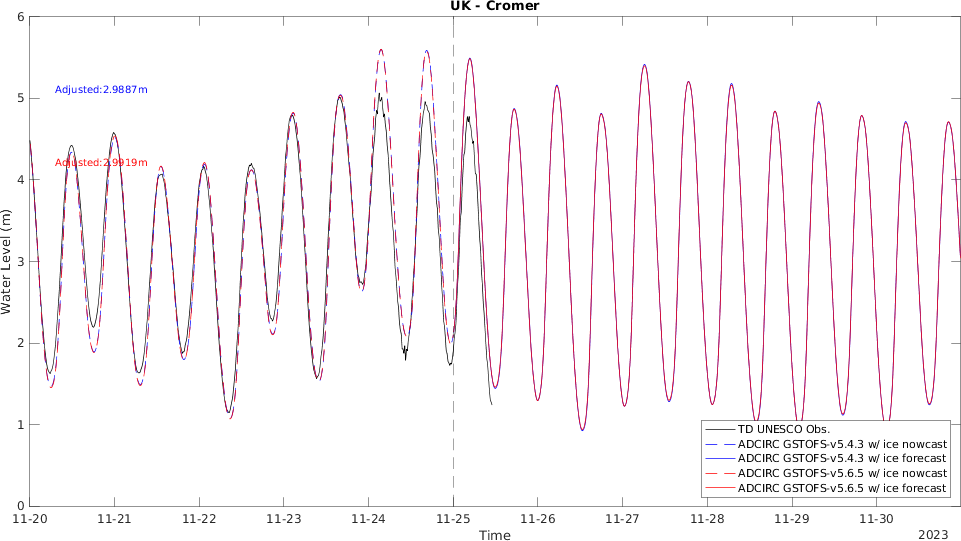 UK - Cromer
6
5
4
3
2
1
0
Water Level (m)
Adjusted:2.9887m
Adjusted:2.9919m
TD UNESCO Obs.
ADCIRC GSTOFS-v5.4.3 w/ ice nowcast
ADCIRC GSTOFS-v5.4.3 w/ ice forecast
ADCIRC GSTOFS-v5.6.5 w/ ice nowcast
ADCIRC GSTOFS-v5.6.5 w/ ice forecast
11-20 11-21 11-22 11-23 11-24 11-25 11-26 11-27 11-28 11-29 11-30
Time
2023